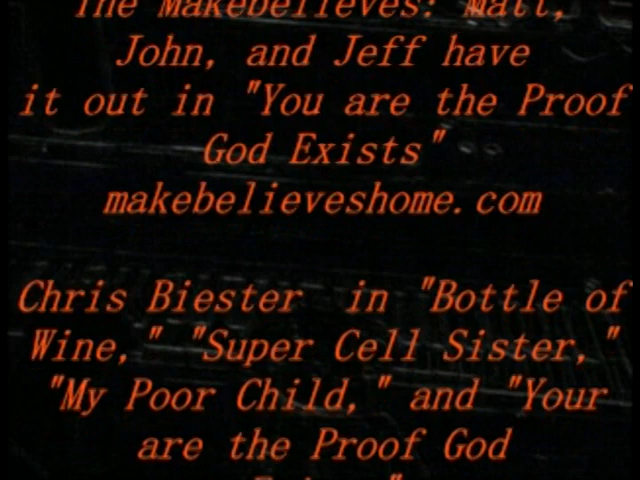 The Makebelieves: Matt,
John, and Jeff have
it out in "You are the Proof
God Exists"
makebelieveshome.com
Chris Biester in "Bottle of
Wine," "Super Cell Sister,"
"My Poor Child," and "Your
are the Proof God